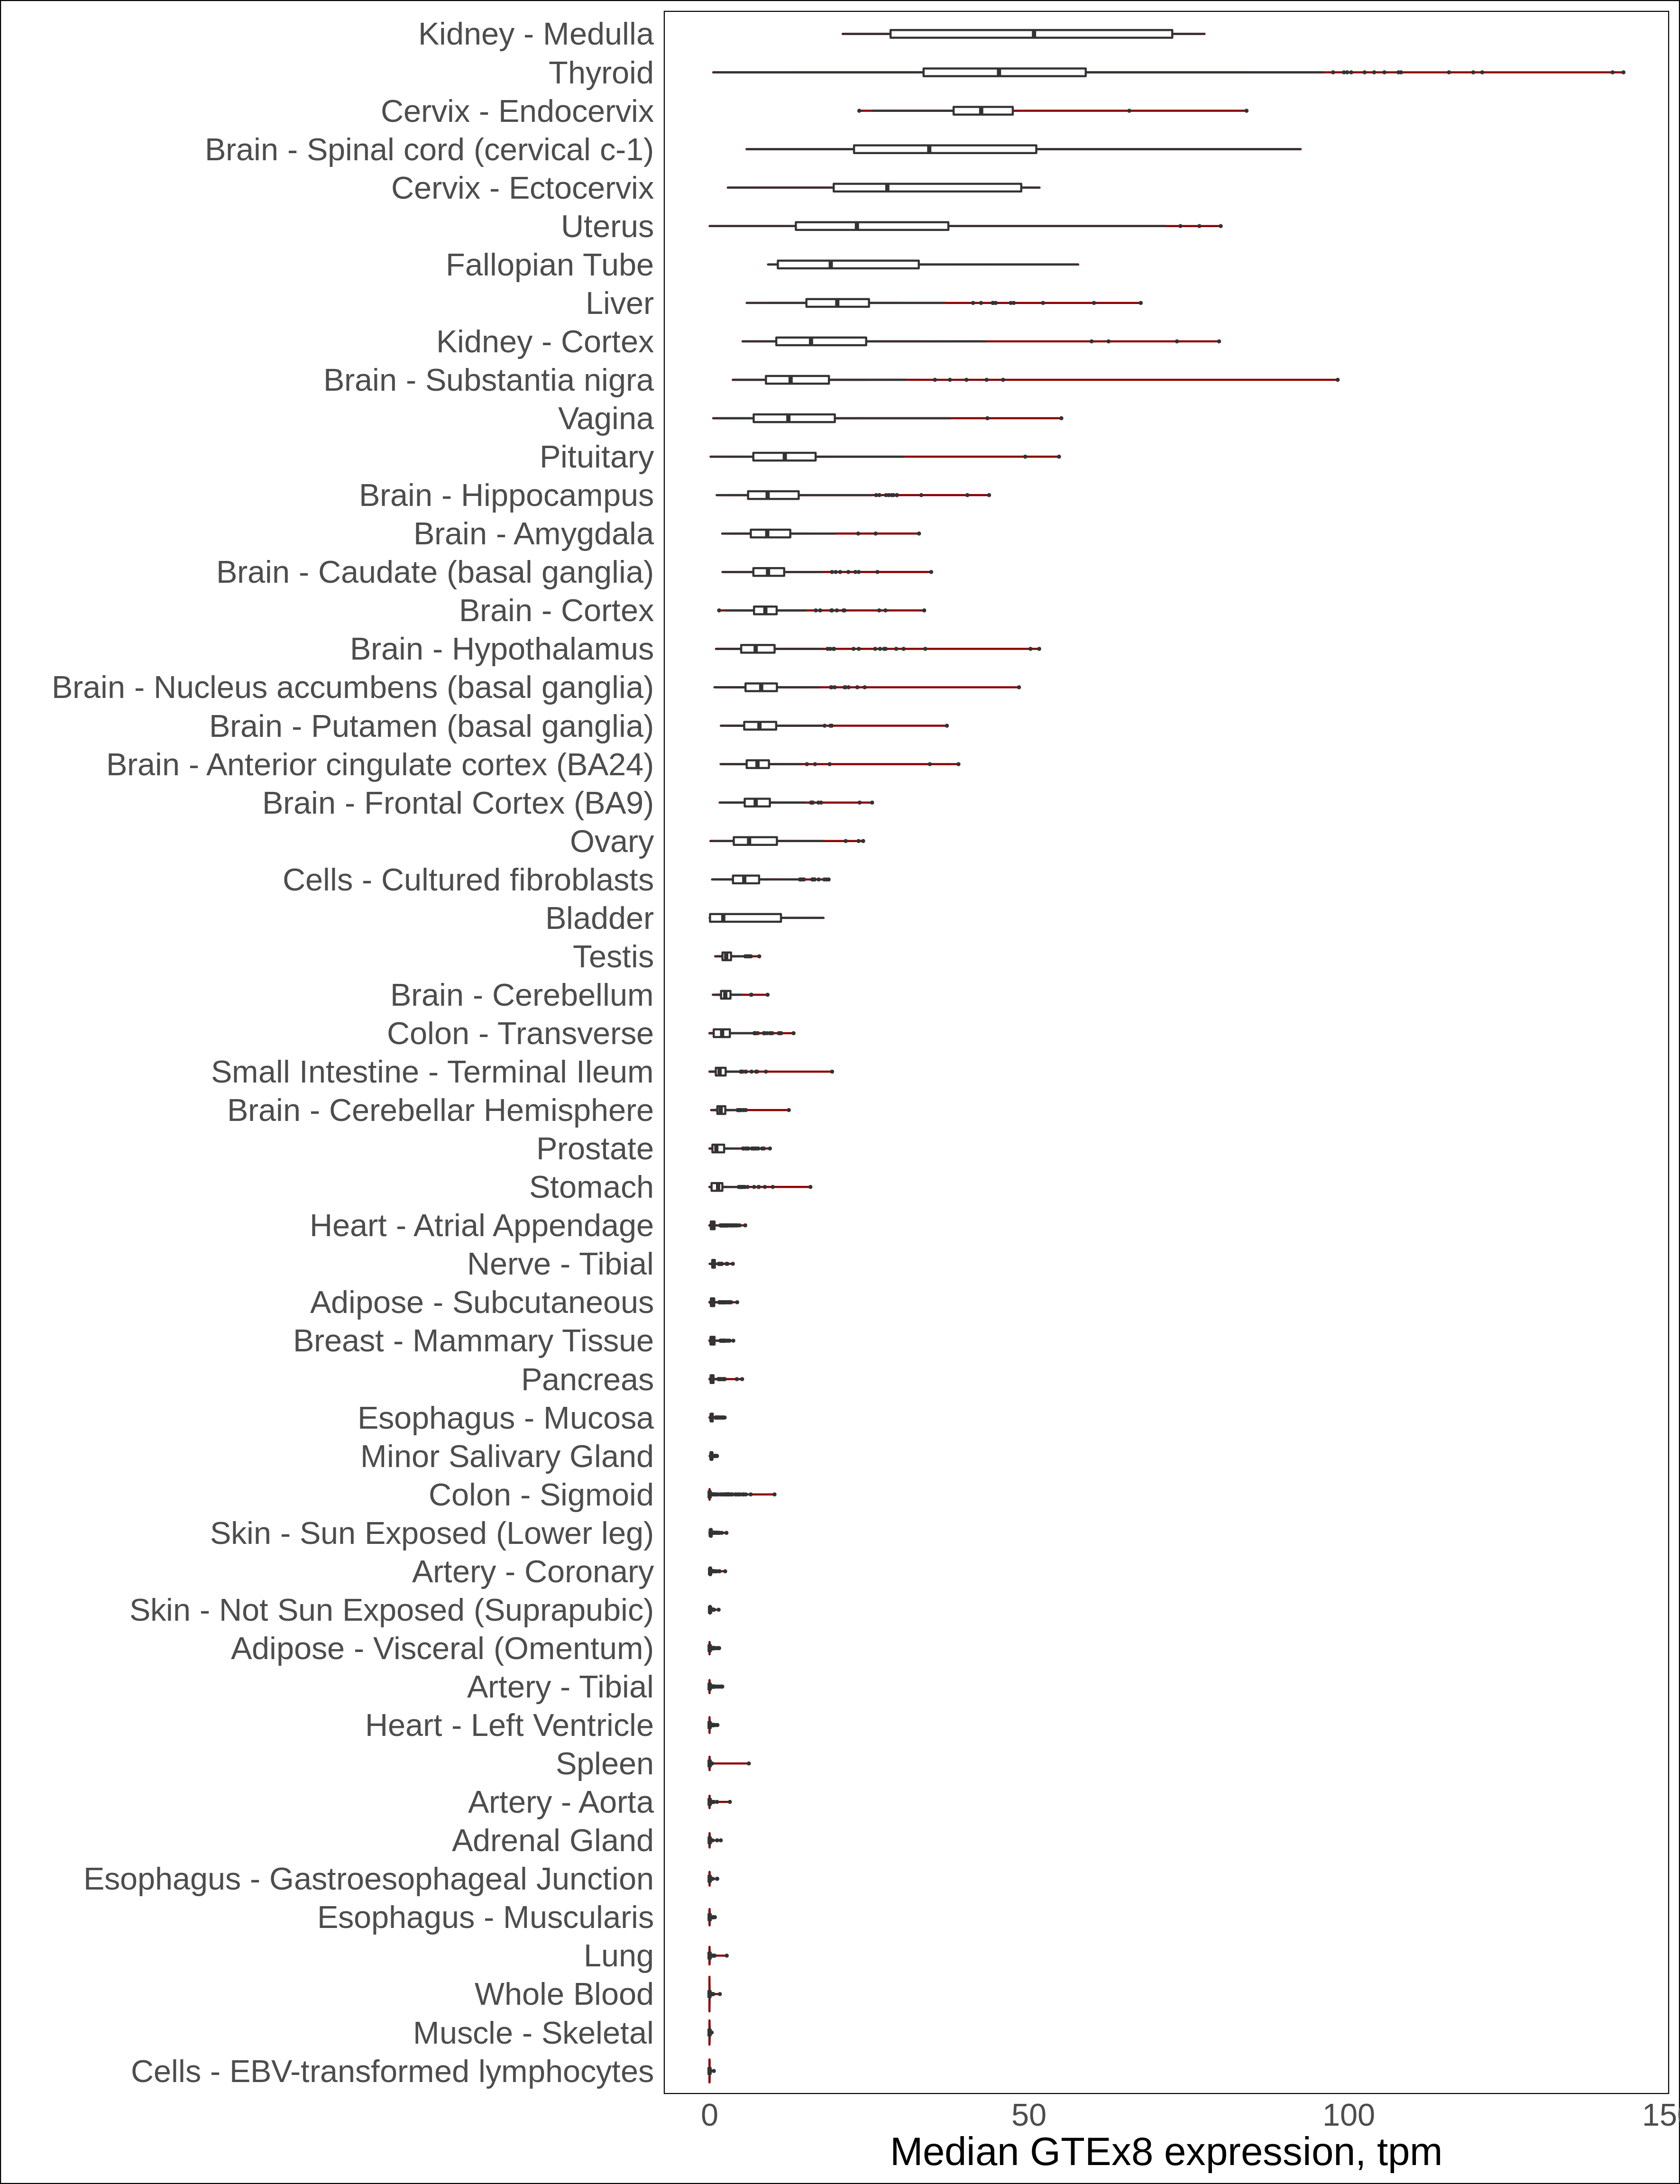 Kidney - Medulla
Thyroid
Cervix - Endocervix
Brain - Spinal cord (cervical c-1)
Cervix - Ectocervix
Uterus
Fallopian Tube
Liver
Kidney - Cortex
Brain - Substantia nigra
Vagina
Pituitary
Brain - Hippocampus
Brain - Amygdala
Brain - Caudate (basal ganglia)
Brain - Cortex
Brain - Hypothalamus
Brain - Nucleus accumbens (basal ganglia)
Brain - Putamen (basal ganglia)
Brain - Anterior cingulate cortex (BA24)
Brain - Frontal Cortex (BA9)
Ovary
Cells - Cultured fibroblasts
Bladder
Testis
Brain - Cerebellum
Colon - Transverse
Small Intestine - Terminal Ileum
Brain - Cerebellar Hemisphere
Prostate
Stomach
Heart - Atrial Appendage
Nerve - Tibial
Adipose - Subcutaneous
Breast - Mammary Tissue
Pancreas
Esophagus - Mucosa
Minor Salivary Gland
Colon - Sigmoid
Skin - Sun Exposed (Lower leg)
Artery - Coronary
Skin - Not Sun Exposed (Suprapubic)
Adipose - Visceral (Omentum)
Artery - Tibial
Heart - Left Ventricle
Spleen
Artery - Aorta
Adrenal Gland
Esophagus - Gastroesophageal Junction
Esophagus - Muscularis
Lung
Whole Blood
Muscle - Skeletal
Cells - EBV-transformed lymphocytes
0 50 100 15
Median GTEx8 expression, tpm